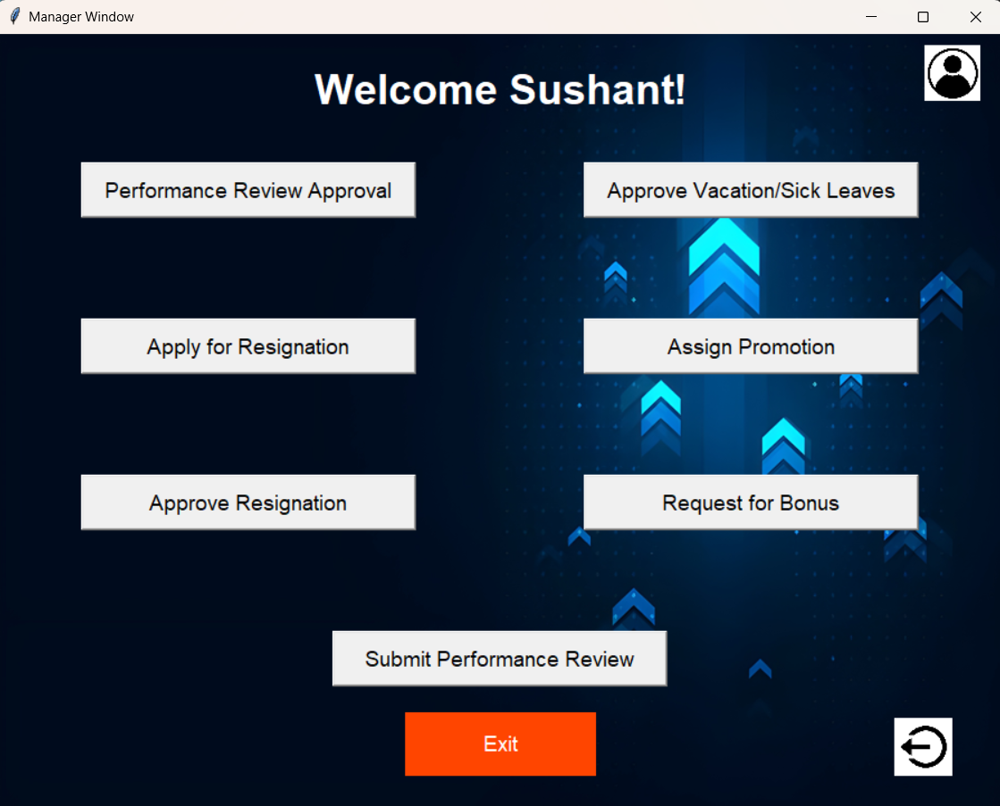 Manager Window
Welcome Sushant!
Performance Review Approval
Approve Vacation/Sick Leaves
Apply for Resignation
Assign Promotion
Approve Resignation
Request for Bonus
Submit Performance Review
Exit